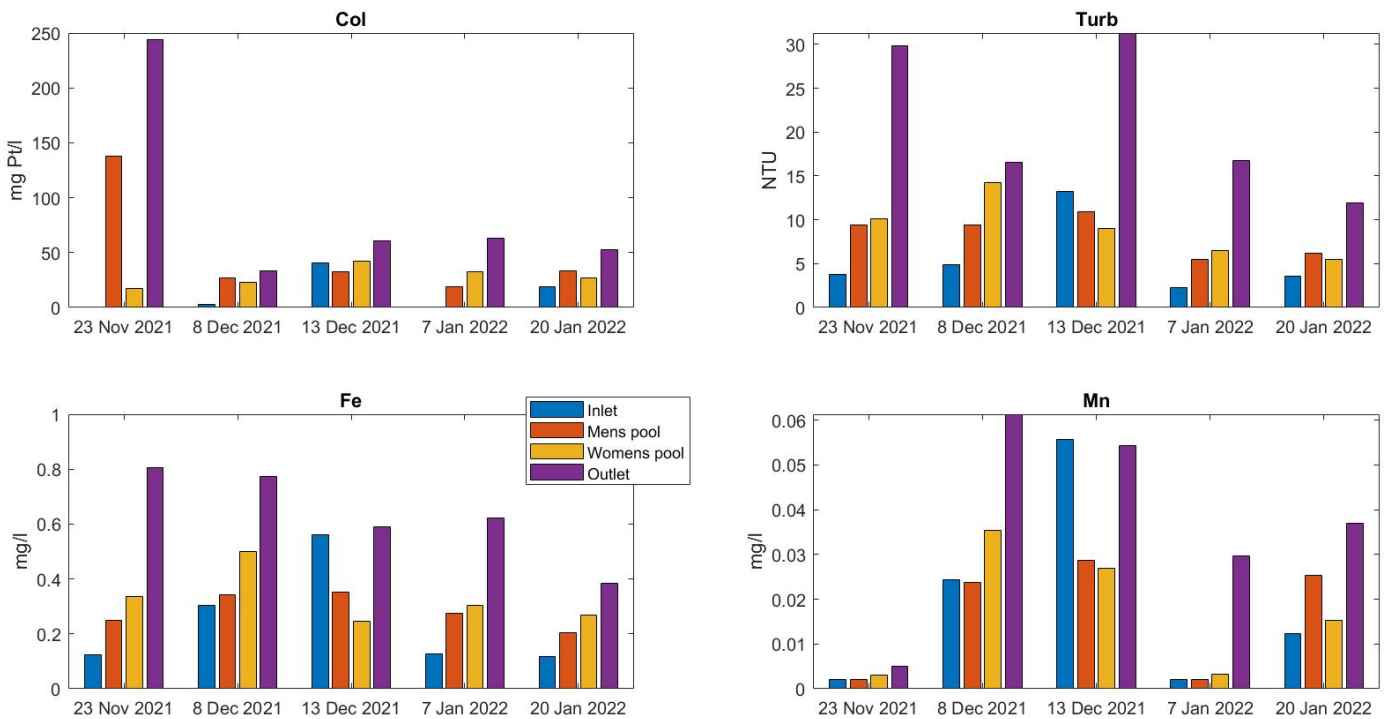 Col
mg Pt/l
250
200
150
100
50
0
23 Nov 2021 8 Dec 2021 13 Dec 2021 7 Jan 2022 20 Jan 2022
Turb
NTU
30
25
20
15
10
5
0
23 Nov 2021 8 Dec 2021 13 Dec 2021 7 Jan 2022 20 Jan 2022
Fe
mg/l
1
0.8
0.6
0.4
0.2
0
23 Nov 2021 8 Dec 2021 13 Dec 2021 7 Jan 2022 20 Jan 2022
Inlet
Mens pool
Womens pool
Outlet
Mn
mg/l
0.06
0.05
0.04
0.03
0.02
0.01
0
23 Nov 2021 8 Dec 2021 13 Dec 2021 7 Jan 2022 20 Jan 2022